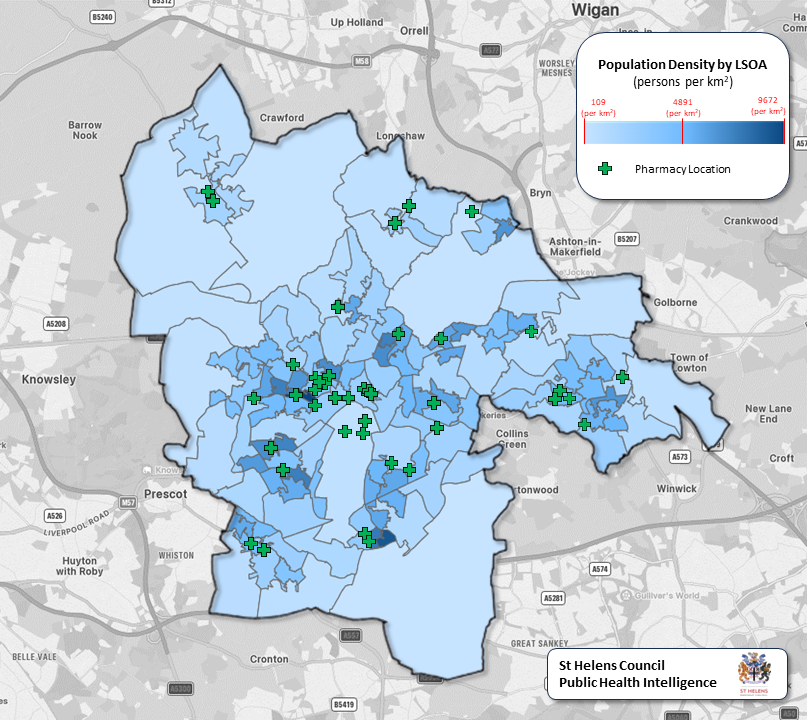 B5312
B5240
Wigan
Up Holland
Orrell
A577
M58
WORSLEY
MESNES
Population Density by LSOA
(persons per km²)
109
(per km²)
4891
(per km²)
9672
(per km²)
Pharmacy Location
Barrow
Nook
Crawford
Longshaw
Bryn
Crankwood
Ashton-in-
Makerfield
B5207
Golborne
A5208
Knowsley
Town of
Lowton
New Lane
End
Collins
Green
A573
Croft
Winwick
Prescot
M57
A526
LIVERPOOL ROAD
WHISTON
Huyton
with Roby
A574
A5281
Gulliver's World
GREAT SANKEY
A557
BELLE VALE
Cronton
A5300
B5419
St Helens Council
Public Health Intelligence
ST HELENS